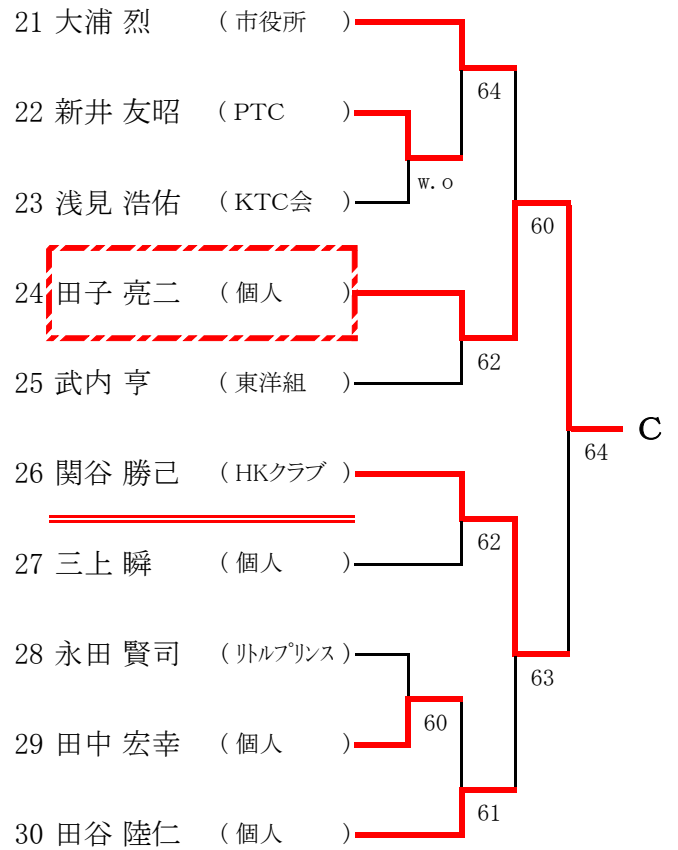 21 大浦 烈 ( 市役所 )
64
22 新井 友昭 ( PTC )
w.o
23 浅見 浩佑 ( KTC会 )
60
24 田子 亮二 ( 個人 )
62
25 武内 亨 ( 東洋組 )
C
64
26 関谷 勝己 ( HKクラブ )
62
27 三上 瞬 ( 個人 )
28 永田 賢司 ( リトルプリンス )
63
60
29 田中 宏幸 ( 個人 )
61
30 田谷 陸仁 ( 個人 )